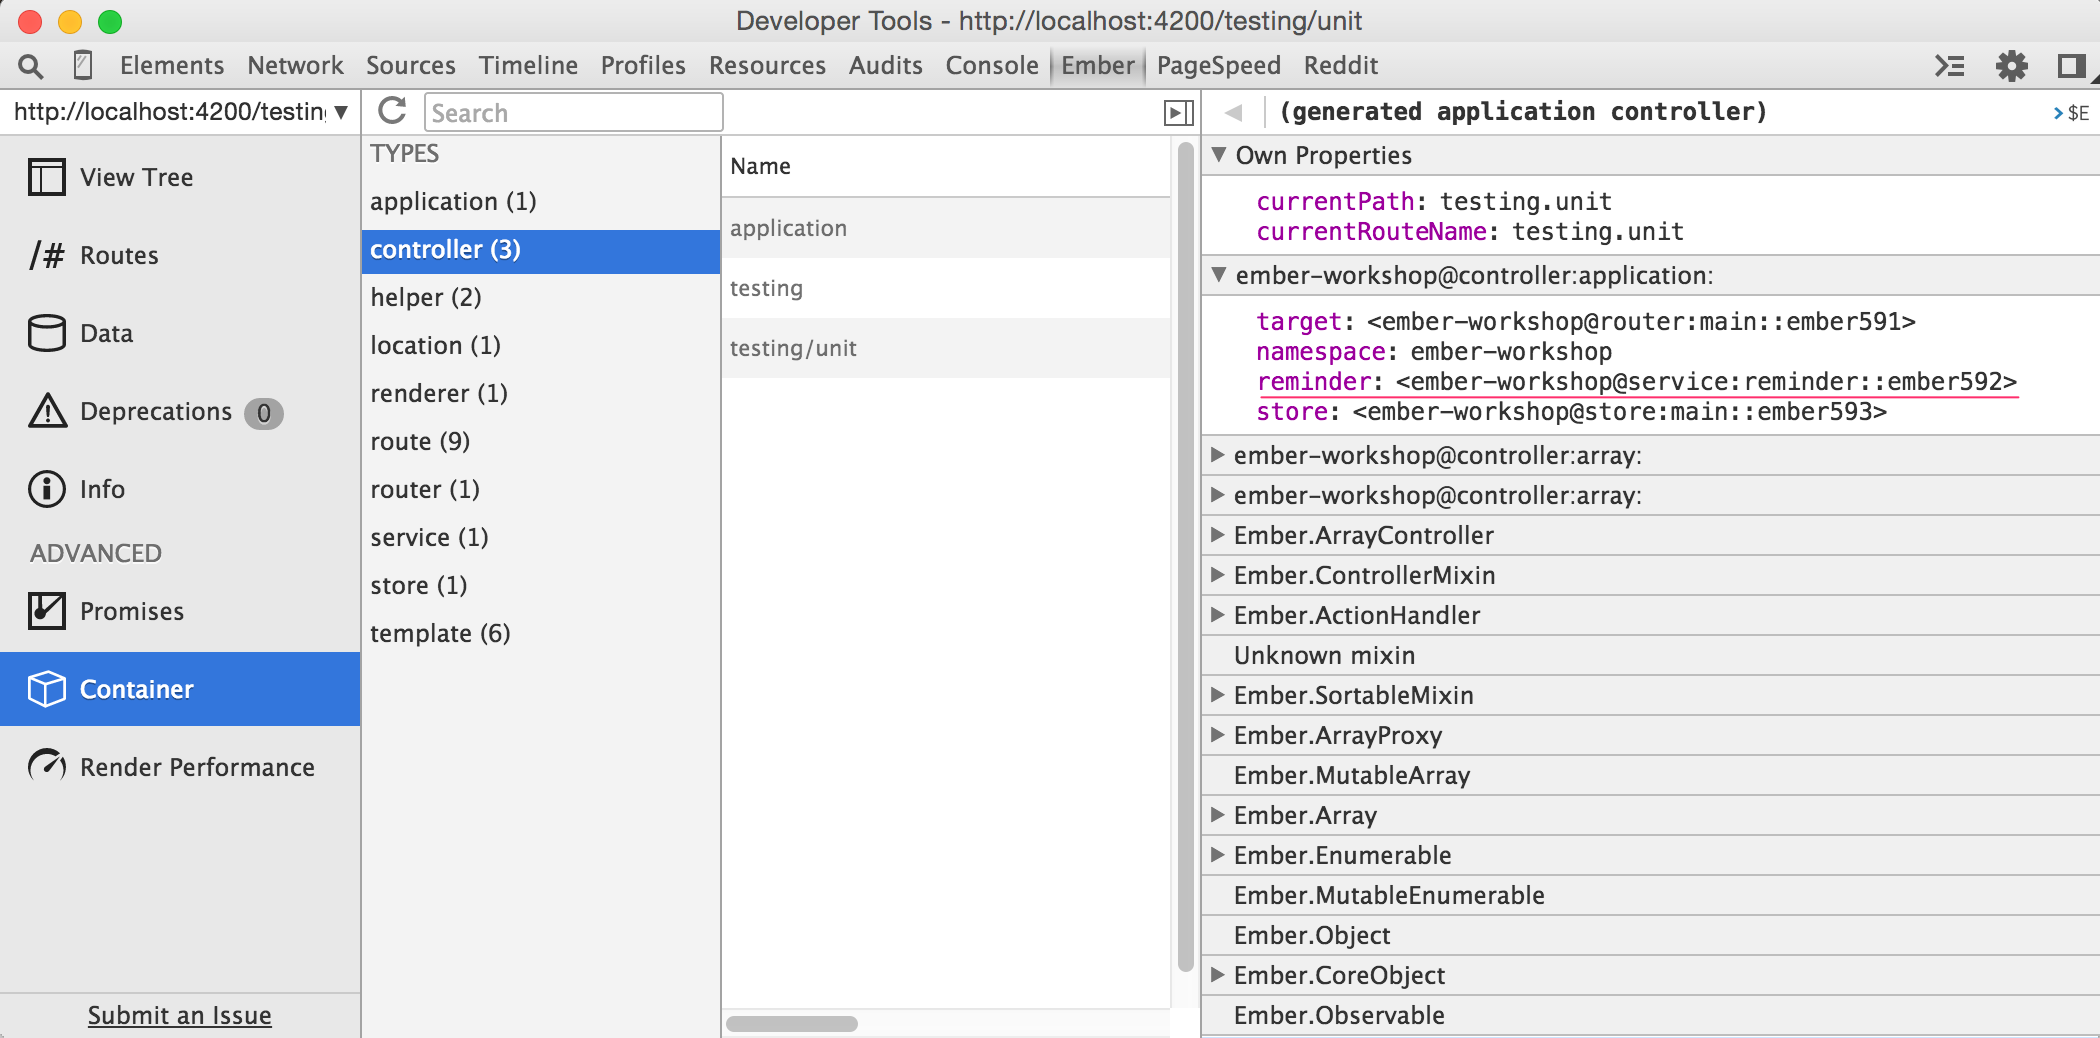 Developer Tools - http://localhost:4200/testing/unit
Elements Network Sources Timeline Profiles Resources Audits Console Ember PageSpeed Reddit
http://localhost:4200/testin
Search
(generated application controller)
>$E
View Tree
/# Routes
Data
Deprecations 0
Info
ADVANCED
Promises
Container
Render Performance
Submit an Issue
TYPES
application (1)
controller (3)
helper (2)
location (1)
renderer (1)
route (9)
router (1)
service (1)
store (1)
template (6)
Name
application
testing
testing/unit
Own Properties
currentPath: testing.unit
currentRouteName: testing.unit
ember-workshop@controller:application:
target: <ember-workshop@router:main::ember591>
namespace: ember-workshop
reminder: <ember-workshop@service:reminder::ember592>
store: <ember-workshop@store:main::ember593>
ember-workshop@controller:array:
ember-workshop@controller:array:
Ember.ArrayController
Ember.ControllerMixin
Ember.ActionHandler
Unknown mixin
Ember.SortableMixin
Ember.ArrayProxy
Ember.MutableArray
Ember.Array
Ember.Enumerable
Ember.MutableEnumerable
Ember.Object
Ember.CoreObject
Ember.Observable